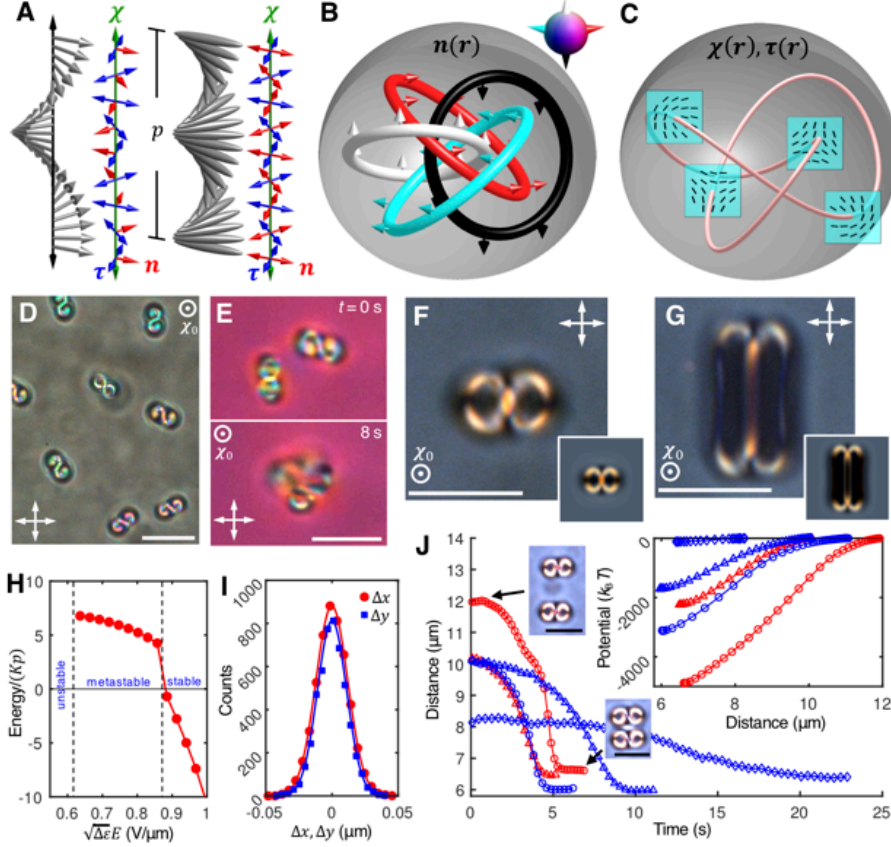 A
χ
χ
p
τ
n
B
n(r)
C
χ(r), τ(r)
D
χ₀
E
t = 0 s
8 s
χ₀
F
χ₀
G
χ₀
H
Energy/(Kp)
10
5
0
-5
-10
unstable
metastable
stable
0.6
0.7
0.8
0.9
1
√Δε̄E (V/μm)
I
Counts
1000
800
600
400
200
0
Δx
Δy
-0.05
0
0.05
Δx, Δy (μm)
J
Distance (μm)
14
13
12
11
10
9
8
7
6
0
5
10
15
20
25
Time (s)
Potential (k_B T)
0
-2000
-4000
6
8
10
12
Distance (μm)